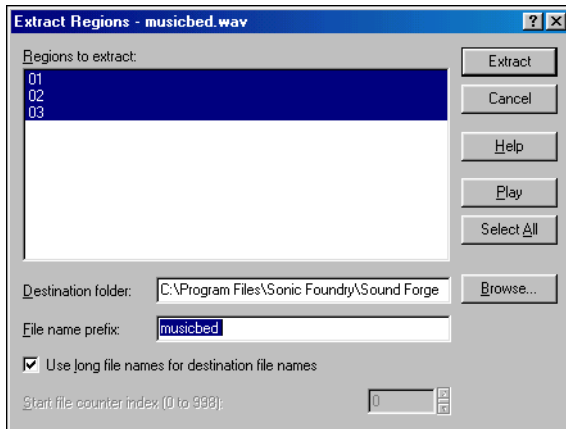 Extract Regions - musicbed.wav
Regions to extract:
01
02
03
Extract
Cancel
Help
Play
Select All
Destination folder: C:\Program Files\Sonic Foundry\Sound Forge Browse...
File name prefix: musicbed
Use long file names for destination file names
Start file counter index (0 to 998): 0